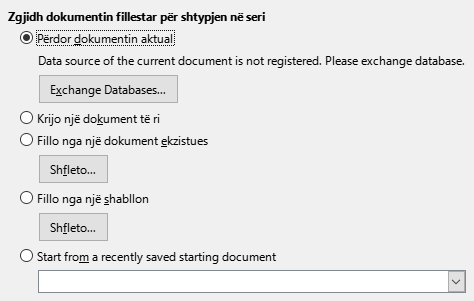 Zgjidh dokumentin fillestar për shtypjen në seri
Përdor dokumentin aktual
Data source of the current document is not registered. Please exchange database.
Exchange Databases...
Krijo një dokument të ri
Fillo nga një dokument ekzistues
Shfleto...
Fillo nga një shabllon
Shfleto...
Start from a recently saved starting document